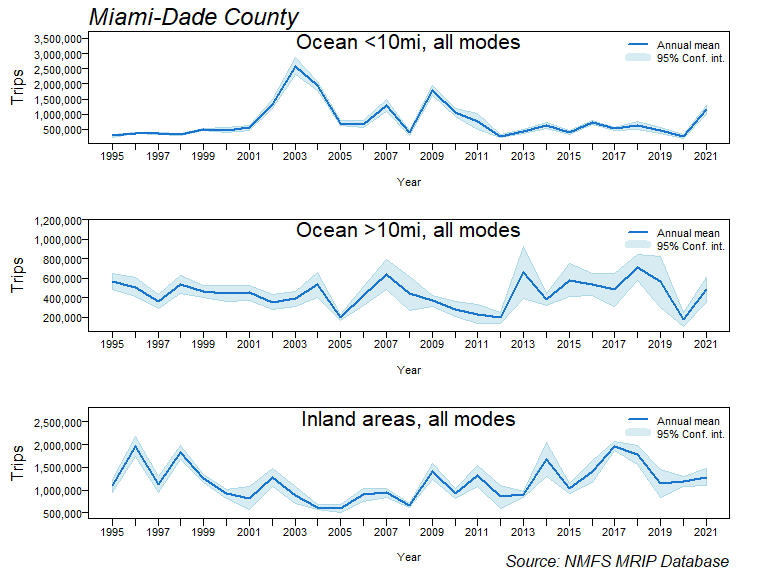 Miami-Dade County
Ocean <10mi, all modes
Annual mean
95% Conf. int.
Trips
3,500,000
3,000,000
2,500,000
2,000,000
1,500,000
1,000,000
500,000
1995 1997 1999 2001 2003 2005 2007 2009 2011 2013 2015 2017 2019 2021
Year
Ocean >10mi, all modes
Annual mean
95% Conf. int.
Trips
1,200,000
1,000,000
800,000
600,000
400,000
200,000
1995 1997 1999 2001 2003 2005 2007 2009 2011 2013 2015 2017 2019 2021
Year
Inland areas, all modes
Annual mean
95% Conf. int.
Trips
2,500,000
2,000,000
1,500,000
1,000,000
500,000
1995 1997 1999 2001 2003 2005 2007 2009 2011 2013 2015 2017 2019 2021
Year
Source: NMFS MRIP Database